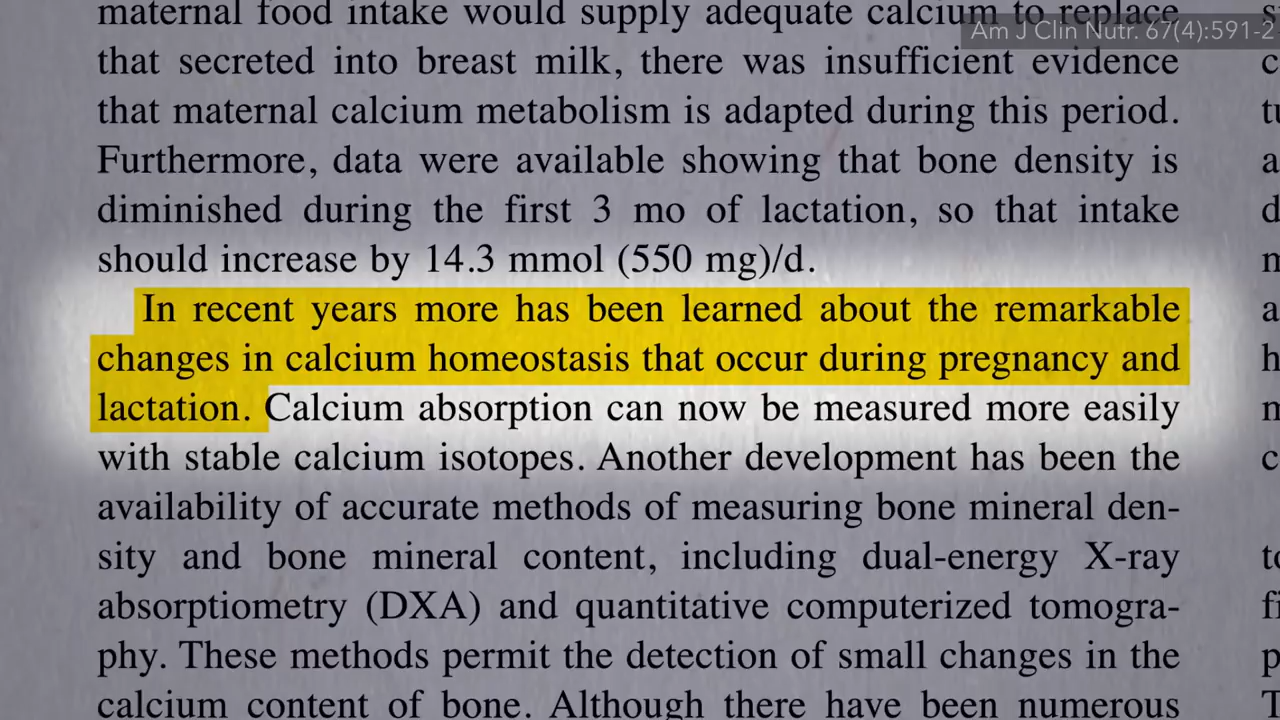 maternal food intake would supply adequate calcium to replace
Am J Clin Nutr. 67(4):591-2
that secreted into breast milk, there was insufficient evidence
that maternal calcium metabolism is adapted during this period.
Furthermore, data were available showing that bone density is
diminished during the first 3 mo of lactation, so that intake
should increase by 14.3 mmol (550 mg)/d.
In recent years more has been learned about the remarkable
changes in calcium homeostasis that occur during pregnancy and
lactation. Calcium absorption can now be measured more easily
with stable calcium isotopes. Another development has been the
availability of accurate methods of measuring bone mineral den-
sity and bone mineral content, including dual-energy X-ray
absorptiometry (DXA) and quantitative computerized tomogra-
phy. These methods permit the detection of small changes in the
calcium content of bone. Although there have been numerous